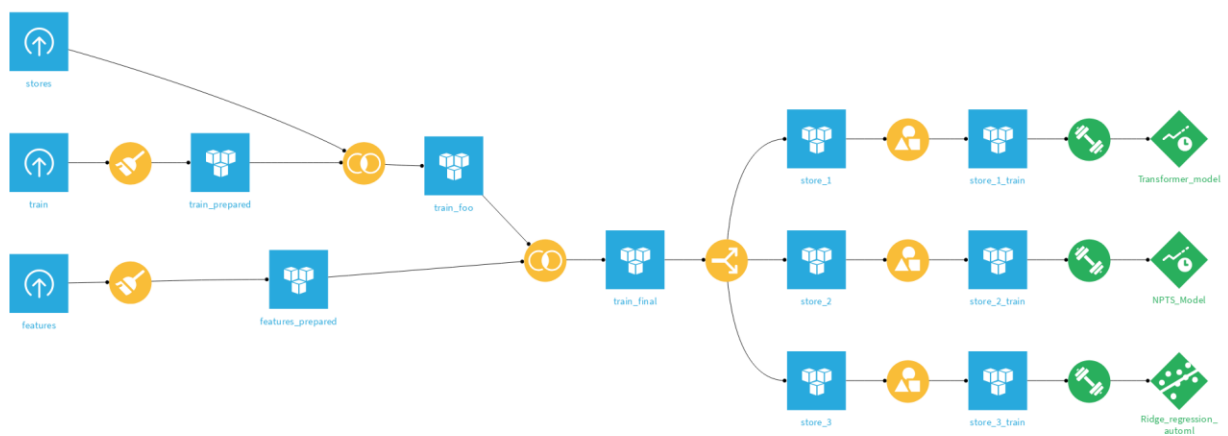 stores
train
train_prepared
train_foo
features
features_prepared
train_final
store_1
store_1_train
Transformer_model
store_2
store_2_train
NPTS_Model
store_3
store_3_train
Ridge_regression_
automl